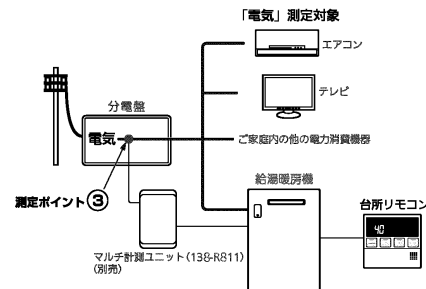 「電気」測定対象
エアコン
テレビ
分電盤
電気
ご家庭内の他の電力消費機器
測定ポイント③
給湯暖房機
台所リモコン
40
マルチ計測ユニット(138-R811)
(別売)